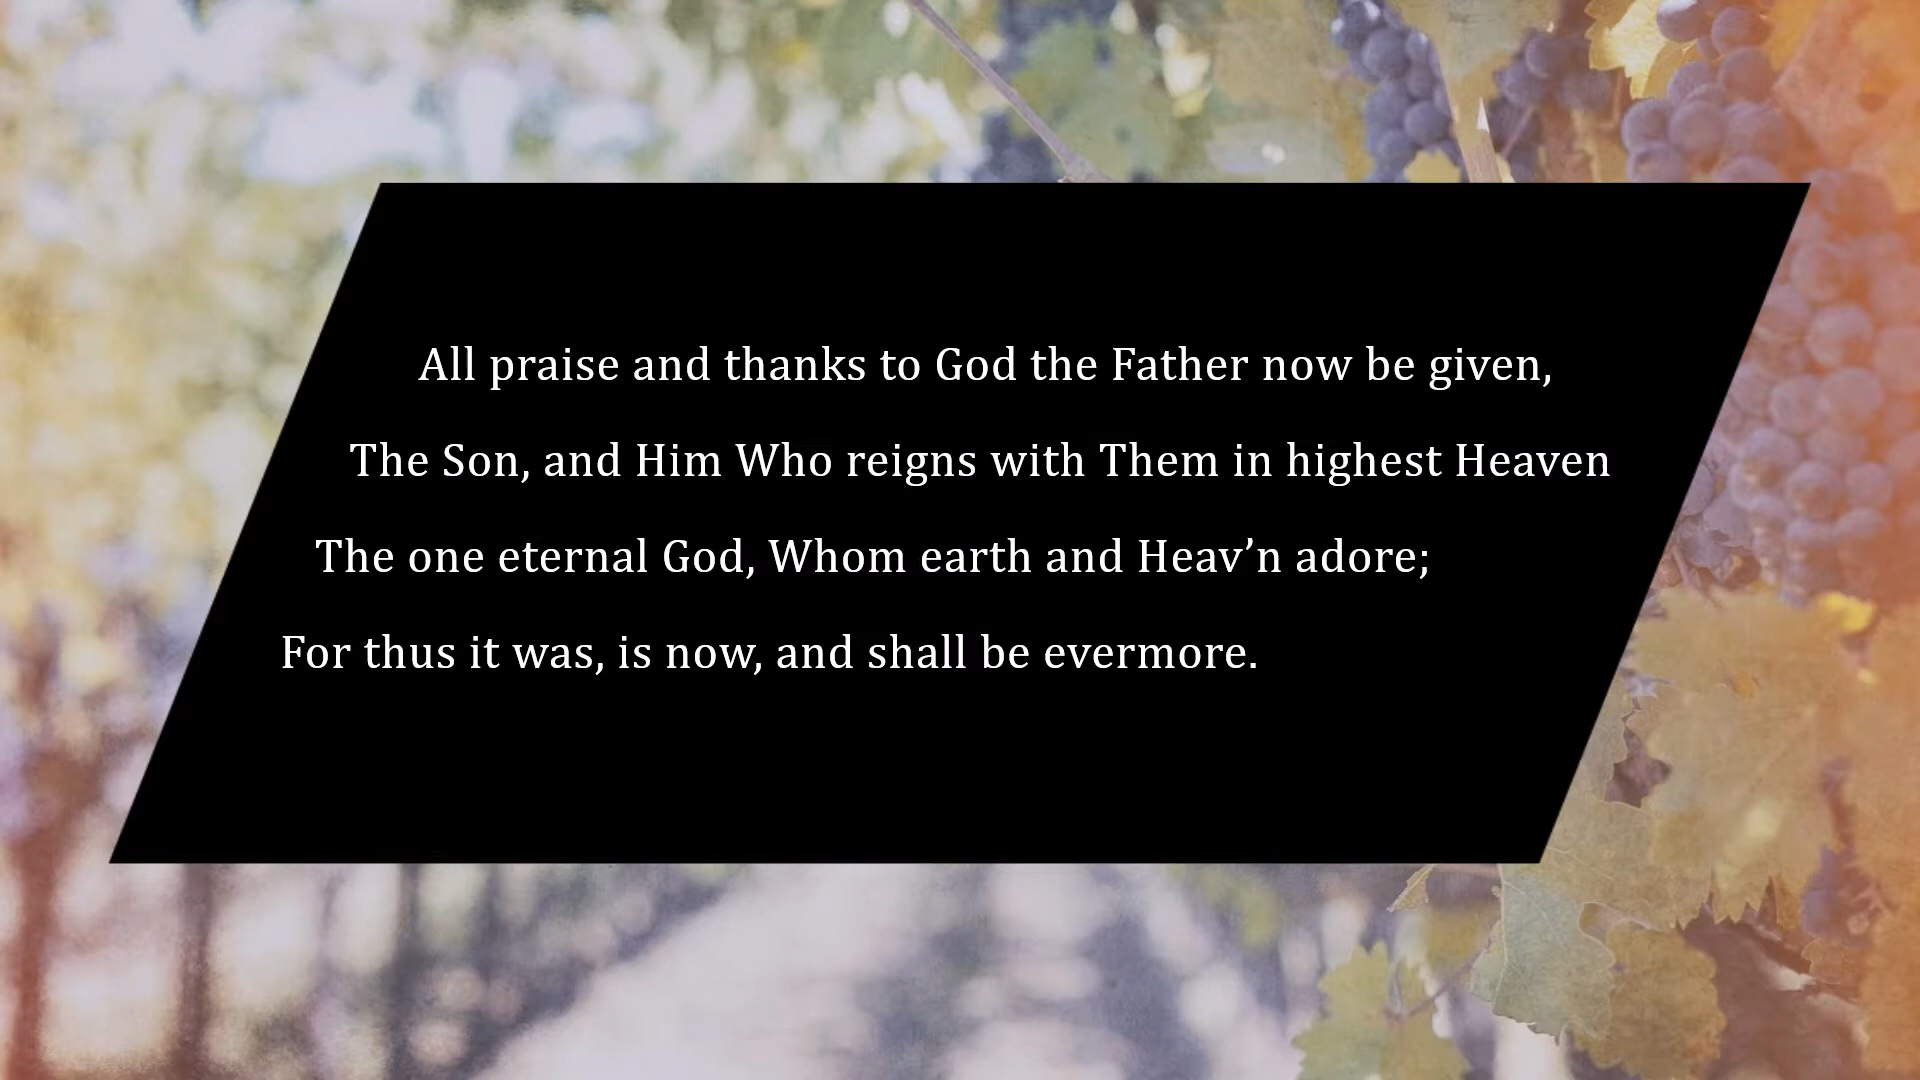 All praise and thanks to God the Father now be given,
The Son, and Him Who reigns with Them in highest Heaven
The one eternal God, Whom earth and Heav’n adore;
For thus it was, is now, and shall be evermore.